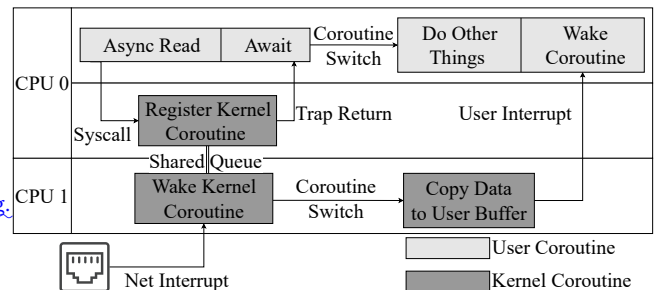 Async Read
Await
Coroutine
Switch
Do Other
Things
Wake
Coroutine
CPU 0
Syscall
Register Kernel
Coroutine
Trap Return
User Interrupt
Shared Queue
CPU 1
Wake Kernel
Coroutine
Coroutine
Switch
Copy Data
to User Buffer
Net Interrupt
User Coroutine
Kernel Coroutine